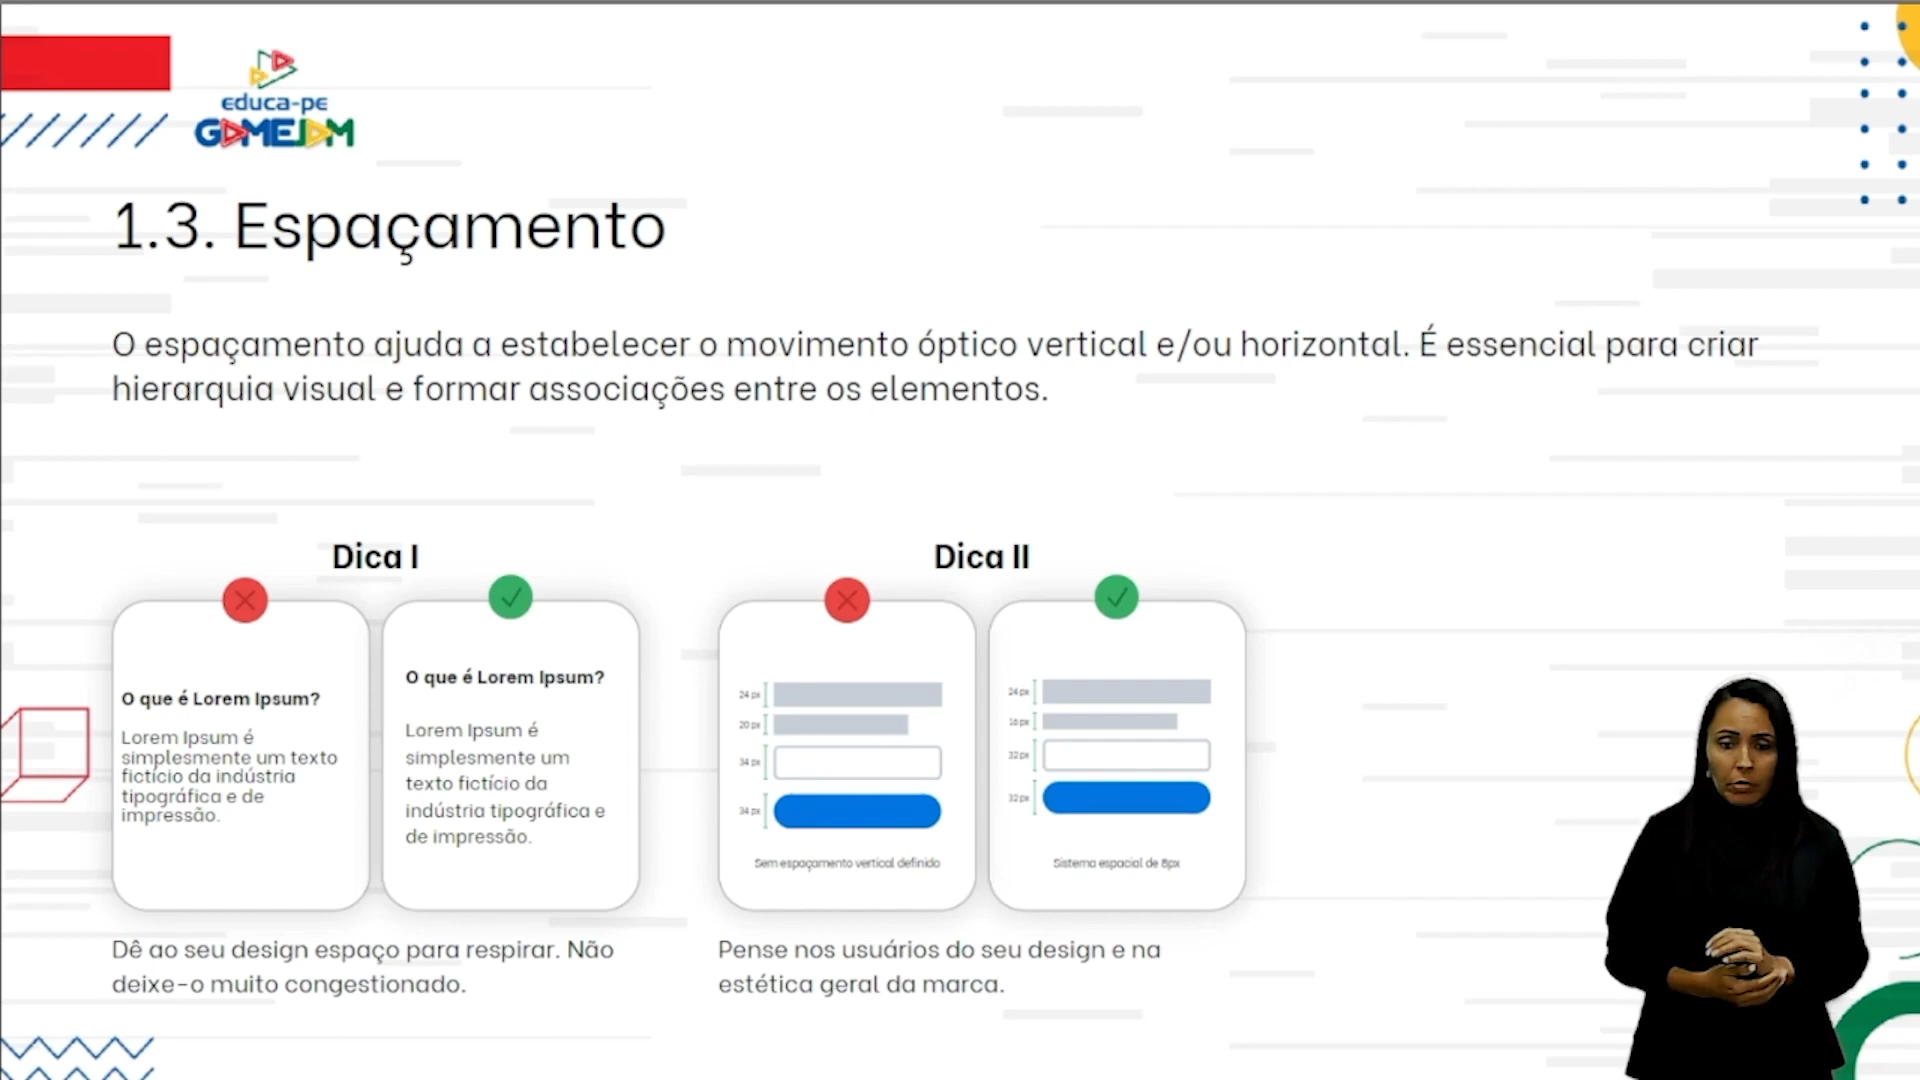 educa-pe
GAMEJAM
1.3. Espaçamento
O espaçamento ajuda a estabelecer o movimento óptico vertical e/ou horizontal. É essencial para criar
hierarquia visual e formar associações entre os elementos.
Dica I
O que é Lorem Ipsum?
Lorem Ipsum é
simplesmente um texto
fictício da indústria
tipográfica e de
impressão.
O que é Lorem Ipsum?
Lorem Ipsum é
simplesmente um
texto fictício da
indústria tipográfica e
de impressão.
Dê ao seu design espaço para respirar. Não
deixe-o muito congestionado.
Dica II
24 px
20 px
34 px
34 px
Sem espaçamento vertical definido
24 px
16 px
32 px
32 px
Sistema espacial de 8px
Pense nos usuários do seu design e na
estética geral da marca.